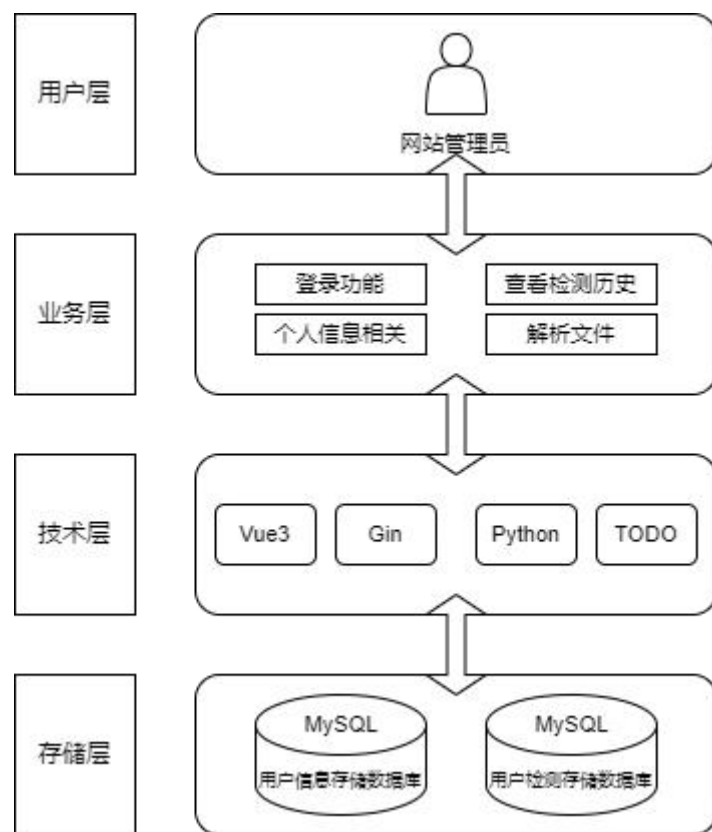 用户层
网站管理员
业务层
登录功能
查看检测历史
个人信息相关
解析文件
技术层
Vue3
Gin
Python
TODO
存储层
MySQL
用户信息存储数据库
MySQL
用户检测存储数据库